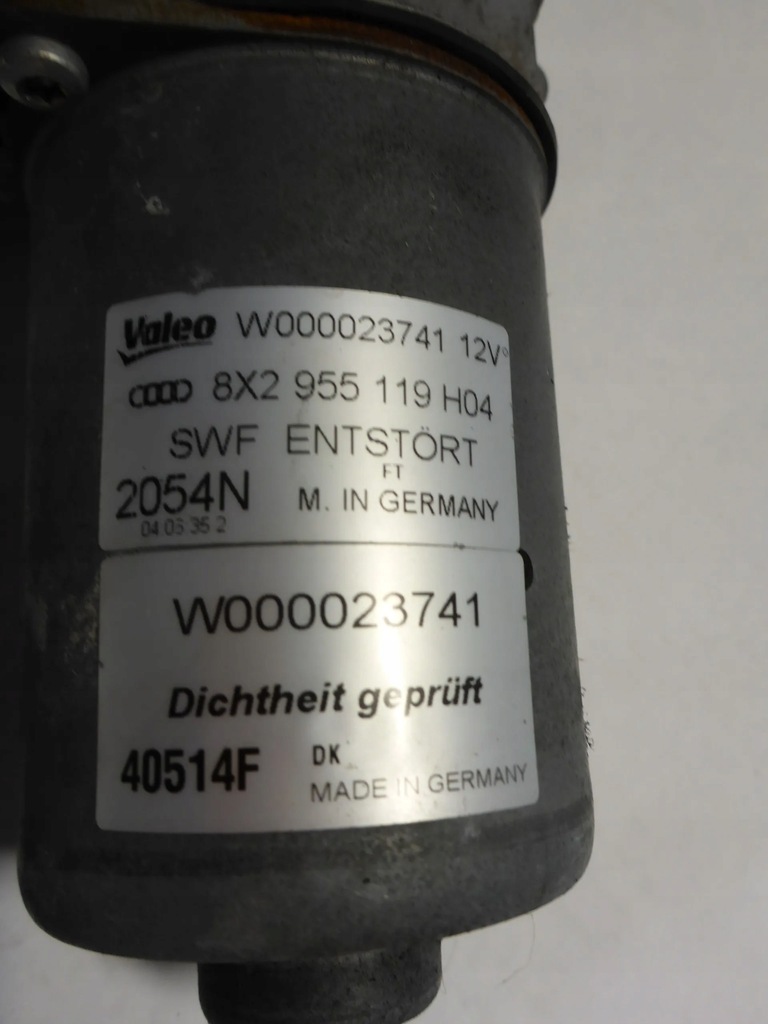 Valeo W000023741 12V
8X2 955 119 H04
SWF ENTSTÖRT
FT
2054N M. IN GERMANY
04 06 35 2
W000023741
Dichtheit geprüft
40514F DK
MADE IN GERMANY